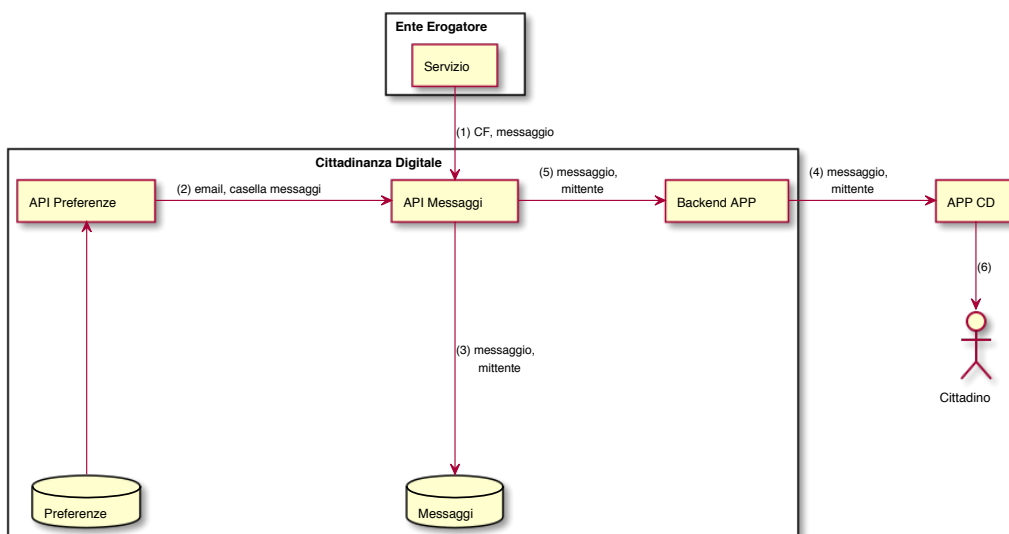 Ente Erogatore
Servizio
(1) CF, messaggio
Cittadinanza Digitale
API Preferenze
(2) email, casella messaggi
API Messaggi
(5) messaggio,
mittente
Backend APP
(4) messaggio,
mittente
APP CD
(6)
(3) messaggio,
mittente
Cittadino
Preferenze
Messaggi